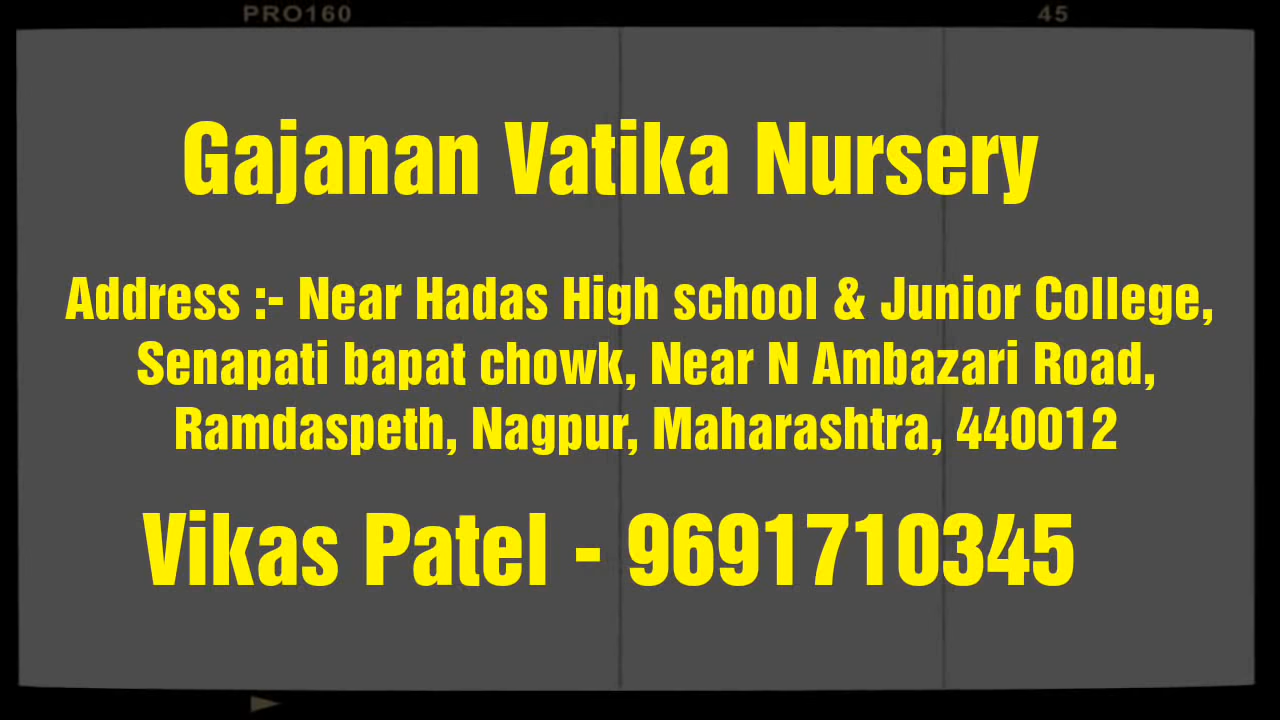 PRO160 45
Gajanan Vatika Nursery
Address :- Near Hadas High school & Junior College,
Senapati bapat chowk, Near N Ambazari Road,
Ramdaspeth, Nagpur, Maharashtra, 440012
Vikas Patel - 9691710345